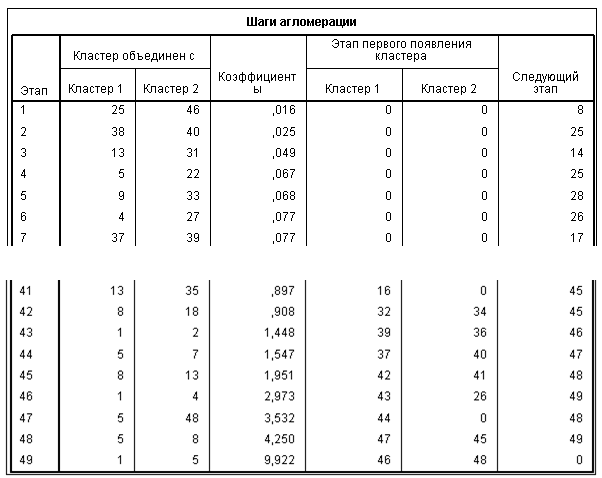 Шаги агломерации
Этап Кластер объединен с Коэффициент ы Этап первого появления кластера Следующий этап
Кластер 1 Кластер 2 Кластер 1 Кластер 2
1 25 46 ,016 0 0 8
2 38 40 ,025 0 0 25
3 13 31 ,049 0 0 14
4 5 22 ,067 0 0 25
5 9 33 ,068 0 0 28
6 4 27 ,077 0 0 26
7 37 39 ,077 0 0 17
41 13 35 ,897 16 0 45
42 8 18 ,908 32 34 45
43 1 2 1,448 39 36 46
44 5 7 1,547 37 40 47
45 8 13 1,951 42 41 48
46 1 4 2,973 43 26 49
47 5 48 3,532 44 0 48
48 5 8 4,250 47 45 49
49 1 5 9,922 46 48 0